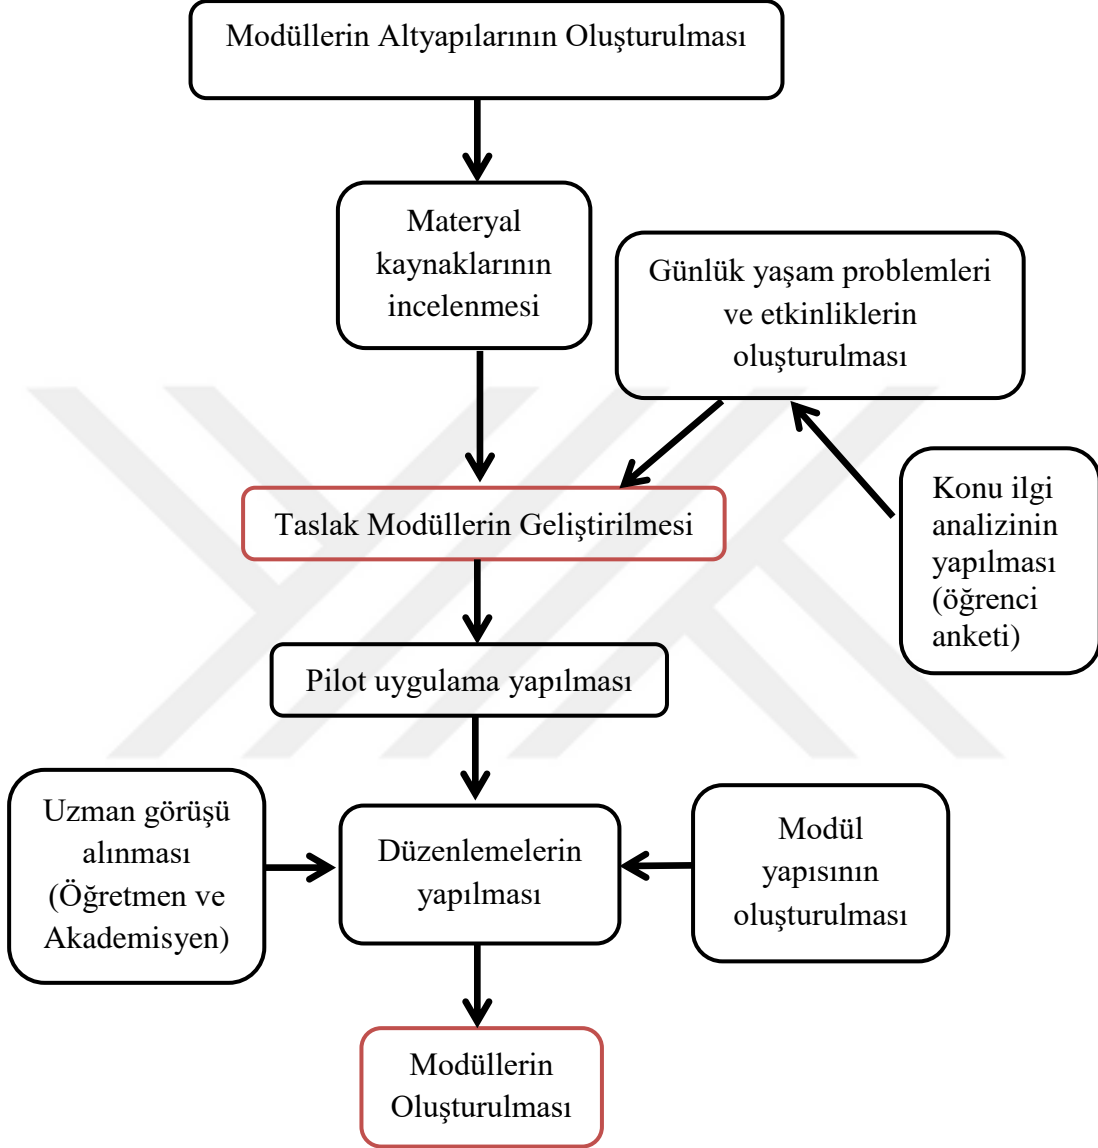 Modüllerin Altyapılarının Oluşturulması
Materyal
kaynaklarının
incelenmesi
Günlük yaşam problemleri
ve etkinliklerin
oluşturulması
Konu ilgi
analizinin
yapılması
(öğrenci
anketi)
Taslak Modüllerin Geliştirilmesi
Pilot uygulama yapılması
Uzman görüşü
alınması
(Öğretmen ve
Akademisyen)
Düzenlemelerin
yapılması
Modül
yapısının
oluşturulması
Modüllerin
Oluşturulması